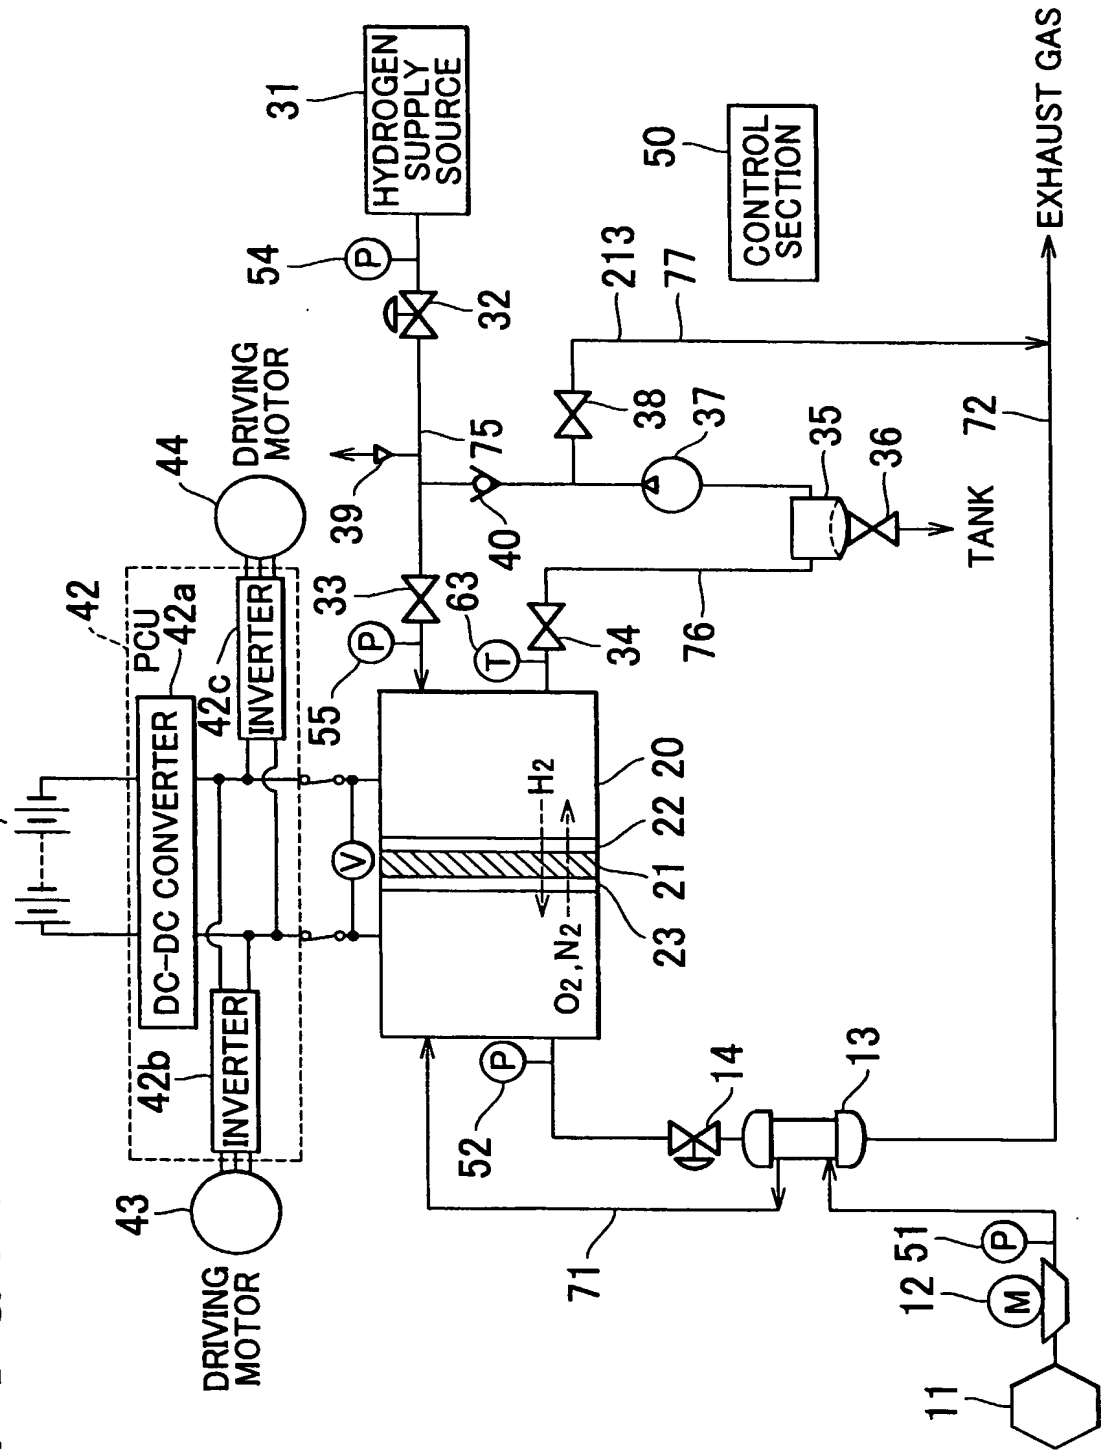 42
PCU
42a
DC-DC CONVERTER
42b
INVERTER
42c
INVERTER
43
DRIVING
MOTOR
44
DRIVING
MOTOR
V
31
HYDROGEN
SUPPLY
SOURCE
54
P
32
39
75
40
33
P
55
63
T
34
38
213
77
37
35
36
TANK
76
50
CONTROL
SECTION
72
EXHAUST GAS
20
22
21
23
H2
O2,N2
P
52
14
13
71
51
P
12
M
11